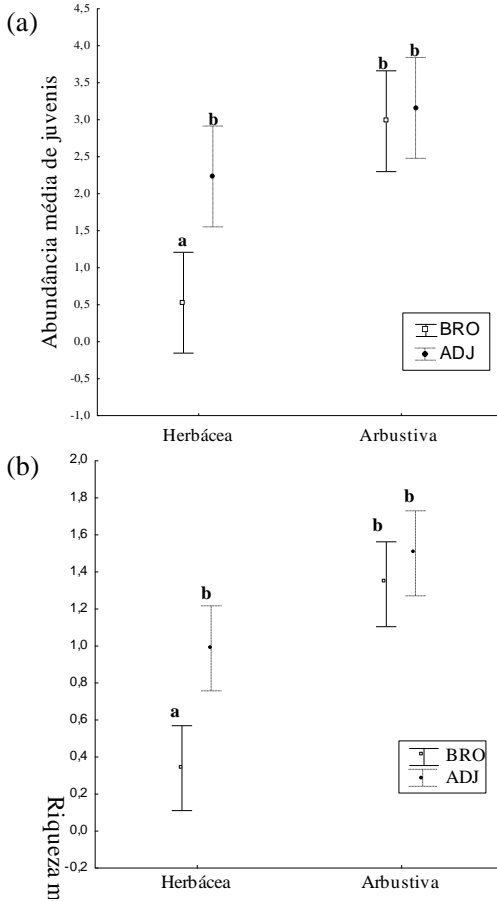 (a)
Abundância média de juvenis
4,5
4,0
3,5
3,0
2,5
2,0
1,5
1,0
0,5
0,0
-0,5
-1,0
a
b
b
b
BRO
ADJ
Herbácea Arbustiva
(b)
Riqueza m
2,0
1,8
1,6
1,4
1,2
1,0
0,8
0,6
0,4
0,2
0,0
-0,2
a
b
b
b
BRO
ADJ
Herbácea Arbustiva